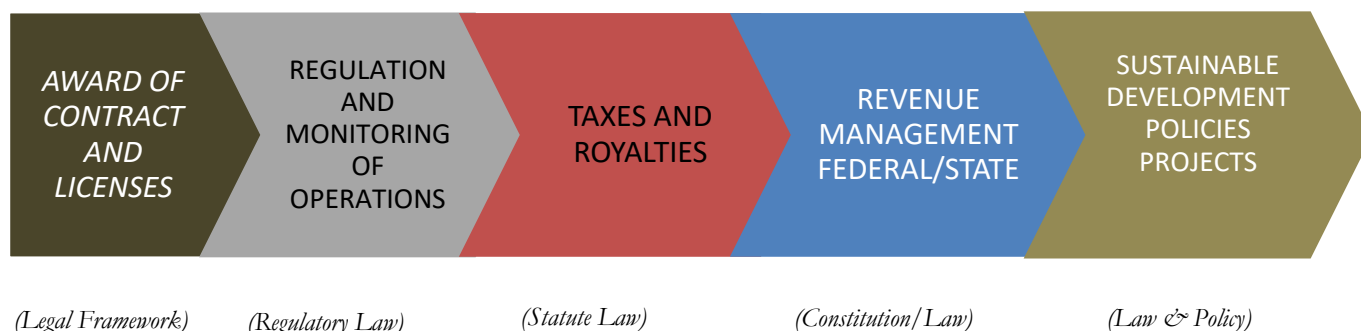 AWARD OF
CONTRACT
AND
LICENSES
REGULATION
AND
MONITORING
OF
OPERATIONS
TAXES AND
ROYALTIES
REVENUE
MANAGEMENT
FEDERAL/STATE
SUSTAINABLE
DEVELOPMENT
POLICIES
PROJECTS
(Legal Framework)
(Regulatory Law)
(Statute Law)
(Constitution/Law)
(Law & Policy)